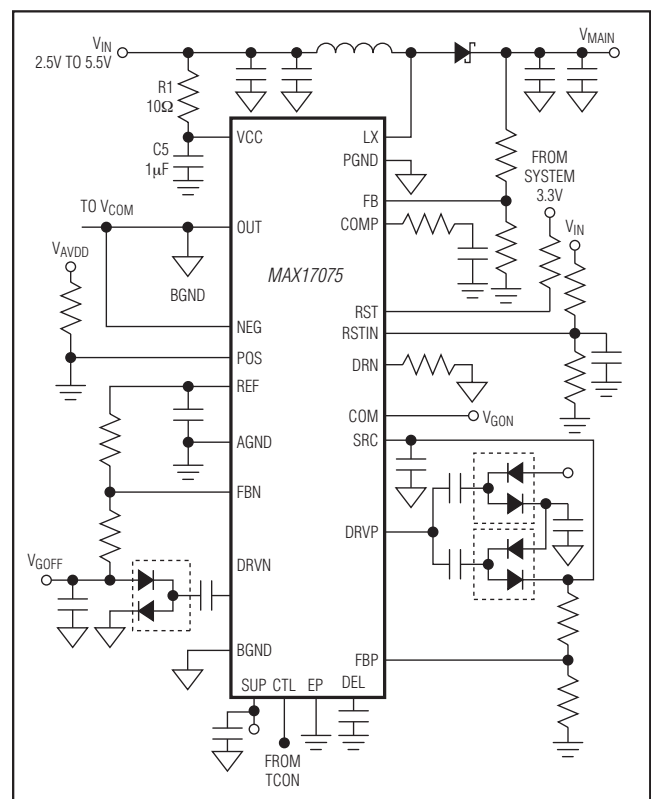 VIN
2.5V TO 5.5V
VMAIN
R1
10Ω
VCC
LX
C5
1µF
PGND
FROM
SYSTEM
3.3V
FB
TO VCOM
OUT
COMP
VIN
VAVDD
BGND
MAX17075
RST
NEG
RSTIN
POS
DRN
REF
COM
VGON
AGND
SRC
FBN
DRVP
VGOFF
DRVN
BGND
FBP
SUP CTL EP DEL
FROM
TCON